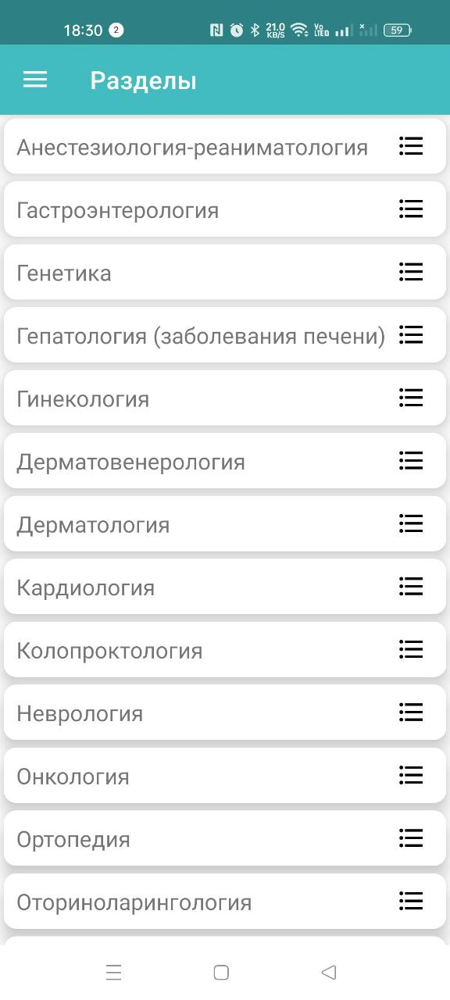 18:30 2 21.0 KB/S Vo LTED 59
Разделы
Анестезиология-реаниматология
Гастроэнтерология
Генетика
Гепатология (заболевания печени)
Гинекология
Дерматовенерология
Дерматология
Кардиология
Колопроктология
Неврология
Онкология
Ортопедия
Оториноларингология